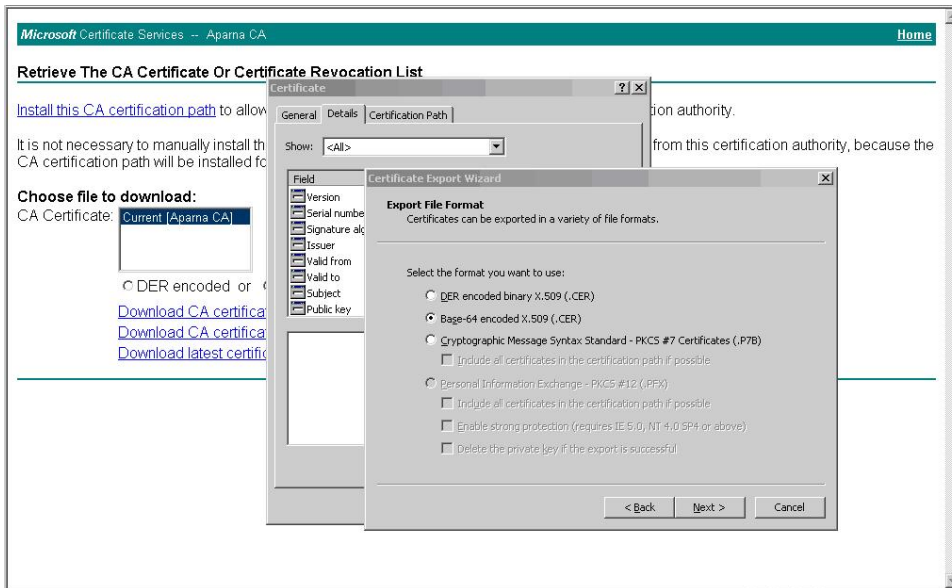 Microsoft Certificate Services -- Aparna CA
Home
Retrieve The CA Certificate Or Certificate Revocation List
Install this CA certification path to allow
tion authority.
It is not necessary to manually install th
from this certification authority, because the
CA certification path will be installed fo
Choose file to download:
CA Certificate:
Current [Aparna CA]
DER encoded or
Download CA certifica
Download CA certifica
Download latest certific
Certificate
General
Details
Certification Path
Show:
<All>
Field
Version
Serial numbe
Signature alg
Issuer
Valid from
Valid to
Subject
Public key
Certificate Export Wizard
Export File Format
Certificates can be exported in a variety of file formats.
Select the format you want to use:
DER encoded binary X.509 (.CER)
Base-64 encoded X.509 (.CER)
Cryptographic Message Syntax Standard - PKCS #7 Certificates (.P7B)
Include all certificates in the certification path if possible
Personal Information Exchange - PKCS #12 (.PFX)
Include all certificates in the certification path if possible
Enable strong protection (requires IE 5.0, NT 4.0 SP4 or above)
Delete the private key if the export is successful
< Back
Next >
Cancel